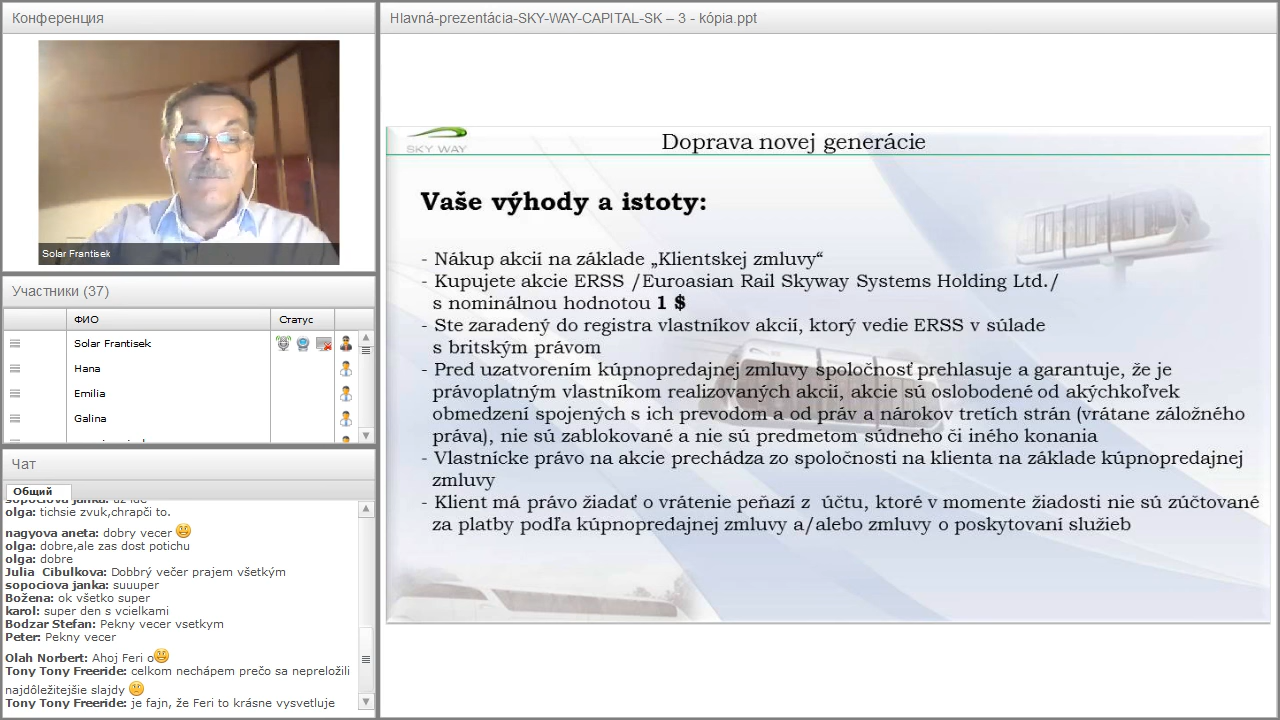 Конференция
Solar Frantisek
Участники (37)
ФИО
Статус
Solar Frantisek
Hana
Emilia
Galina
Чат
Общий
sopociova janka: uz ide
olga: tichsie zvuk,chrapči to.
nagyova aneta: dobry vecer
olga: dobre,ale zas dost potichu
olga: dobre
Julia Cibulkova: Dobbrý večer prajem všetkým
sopociova janka: suuuper
Božena: ok všetko super
karol: super den s vcielkami
Bodzar Stefan: Pekny vecer vsetkym
Peter: Pekny vecer
Olah Norbert: Ahoj Feri o
Tony Tony Freeride: celkom nechápem prečo sa nepreložili
najdôležitejšie slajdy
Tony Tony Freeride: je fajn, že Feri to krásne vysvetluje
Hlavná-prezentácia-SKY-WAY-CAPITAL-SK – 3 - kópia.ppt
SKY WAY
Doprava novej generácie
Vaše výhody a istoty:
- Nákup akcií na základe „Klientskej zmluvy“
- Kupujete akcie ERSS /Euroasian Rail Skyway Systems Holding Ltd./
s nominálnou hodnotou 1 $
- Ste zaradený do registra vlastníkov akcií, ktorý vedie ERSS v súlade
s britským právom
- Pred uzatvorením kúpnopredajnej zmluvy spoločnosť prehlasuje a garantuje, že je
právoplatným vlastníkom realizovaných akcií, akcie sú oslobodené od akýchkoľvek
obmedzení spojených s ich prevodom a od práv a nárokov tretích strán (vrátane záložného
práva), nie sú zablokované a nie sú predmetom súdneho či iného konania
- Vlastnícke právo na akcie prechádza zo spoločnosti na klienta na základe kúpnopredajnej
zmluvy
- Klient má právo žiadať o vrátenie peňazí z účtu, ktoré v momente žiadosti nie sú zúčtované
za platby podľa kúpnopredajnej zmluvy a/alebo zmluvy o poskytovaní služieb